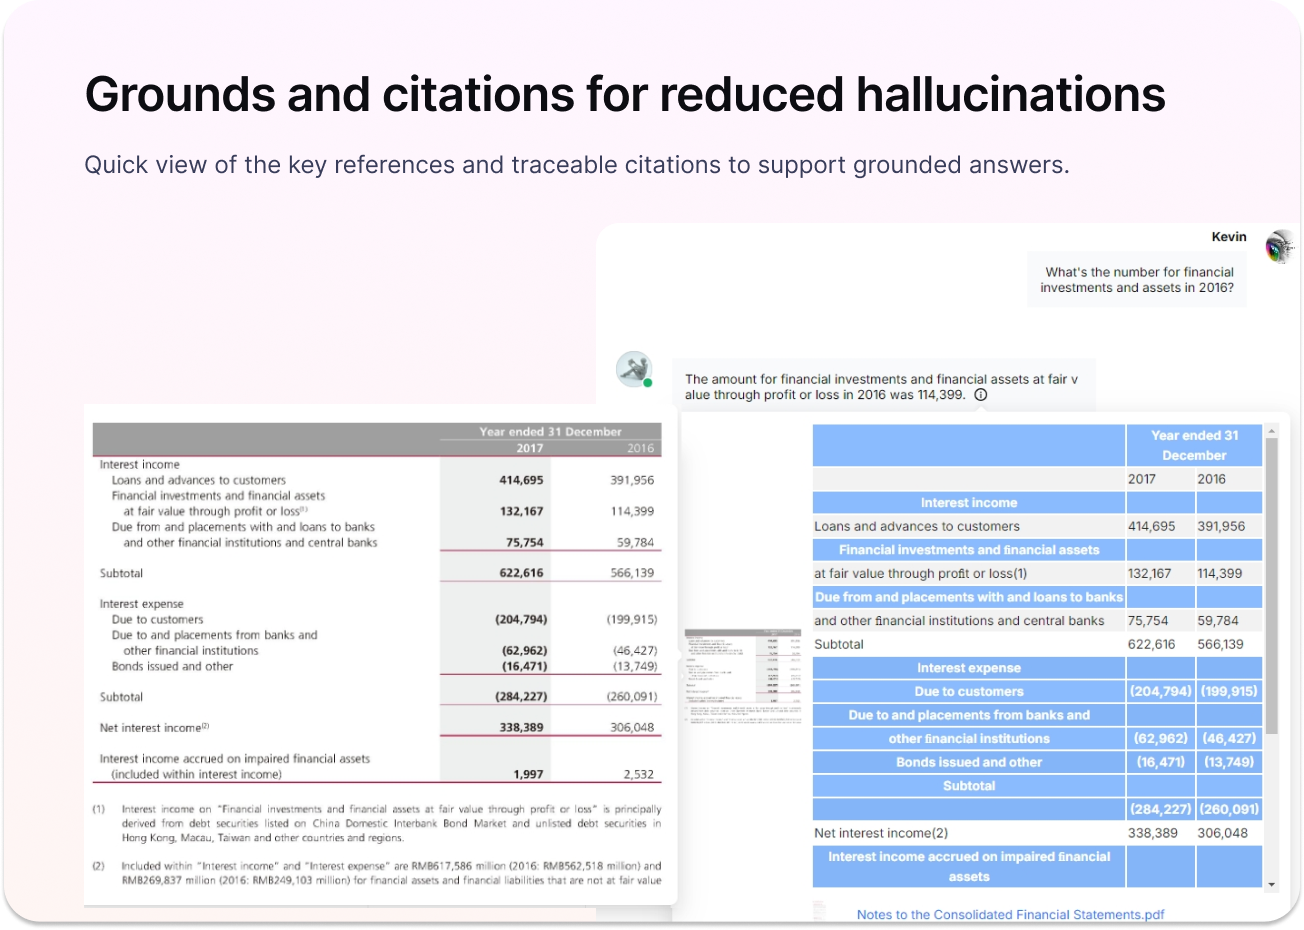 Grounds and citations for reduced hallucinations
Quick view of the key references and traceable citations to support grounded answers.
Kevin
What's the number for financial
investments and assets in 2016?
The amount for financial investments and financial assets at fair v
alue through profit or loss in 2016 was 114,399.
Year ended 31 December
2017 2016
Interest income
Loans and advances to customers 414,695 391,956
Financial investments and financial assets
at fair value through profit or loss(1) 132,167 114,399
Due from and placements with and loans to banks
and other financial institutions and central banks 75,754 59,784
Subtotal 622,616 566,139
Interest expense
Due to customers (204,794) (199,915)
Due to and placements from banks and
other financial institutions (62,962) (46,427)
Bonds issued and other (16,471) (13,749)
Subtotal (284,227) (260,091)
Net interest income(2) 338,389 306,048
Interest income accrued on impaired financial assets
(included within interest income) 1,997 2,532
(1) Interest income on "Financial investments and financial assets at fair value through profit or loss" is principally
derived from debt securities listed on China Domestic Interbank Bond Market and unlisted debt securities in
Hong Kong, Macau, Taiwan and other countries and regions.
(2) Included within "Interest income" and "Interest expense" are RMB617,586 million (2016: RMB562,518 million) and
RMB269,837 million (2016: RMB249,103 million) for financial assets and financial liabilities that are not at fair value
Year ended 31
December
2017 2016
Interest income
Loans and advances to customers 414,695 391,956
Financial investments and financial assets
at fair value through profit or loss(1) 132,167 114,399
Due from and placements with and loans to banks
and other financial institutions and central banks 75,754 59,784
Subtotal 622,616 566,139
Interest expense
Due to customers (204,794) (199,915)
Due to and placements from banks and
other financial institutions (62,962) (46,427)
Bonds issued and other (16,471) (13,749)
Subtotal
(284,227) (260,091)
Net interest income(2) 338,389 306,048
Interest income accrued on impaired financial
assets
Notes to the Consolidated Financial Statements.pdf